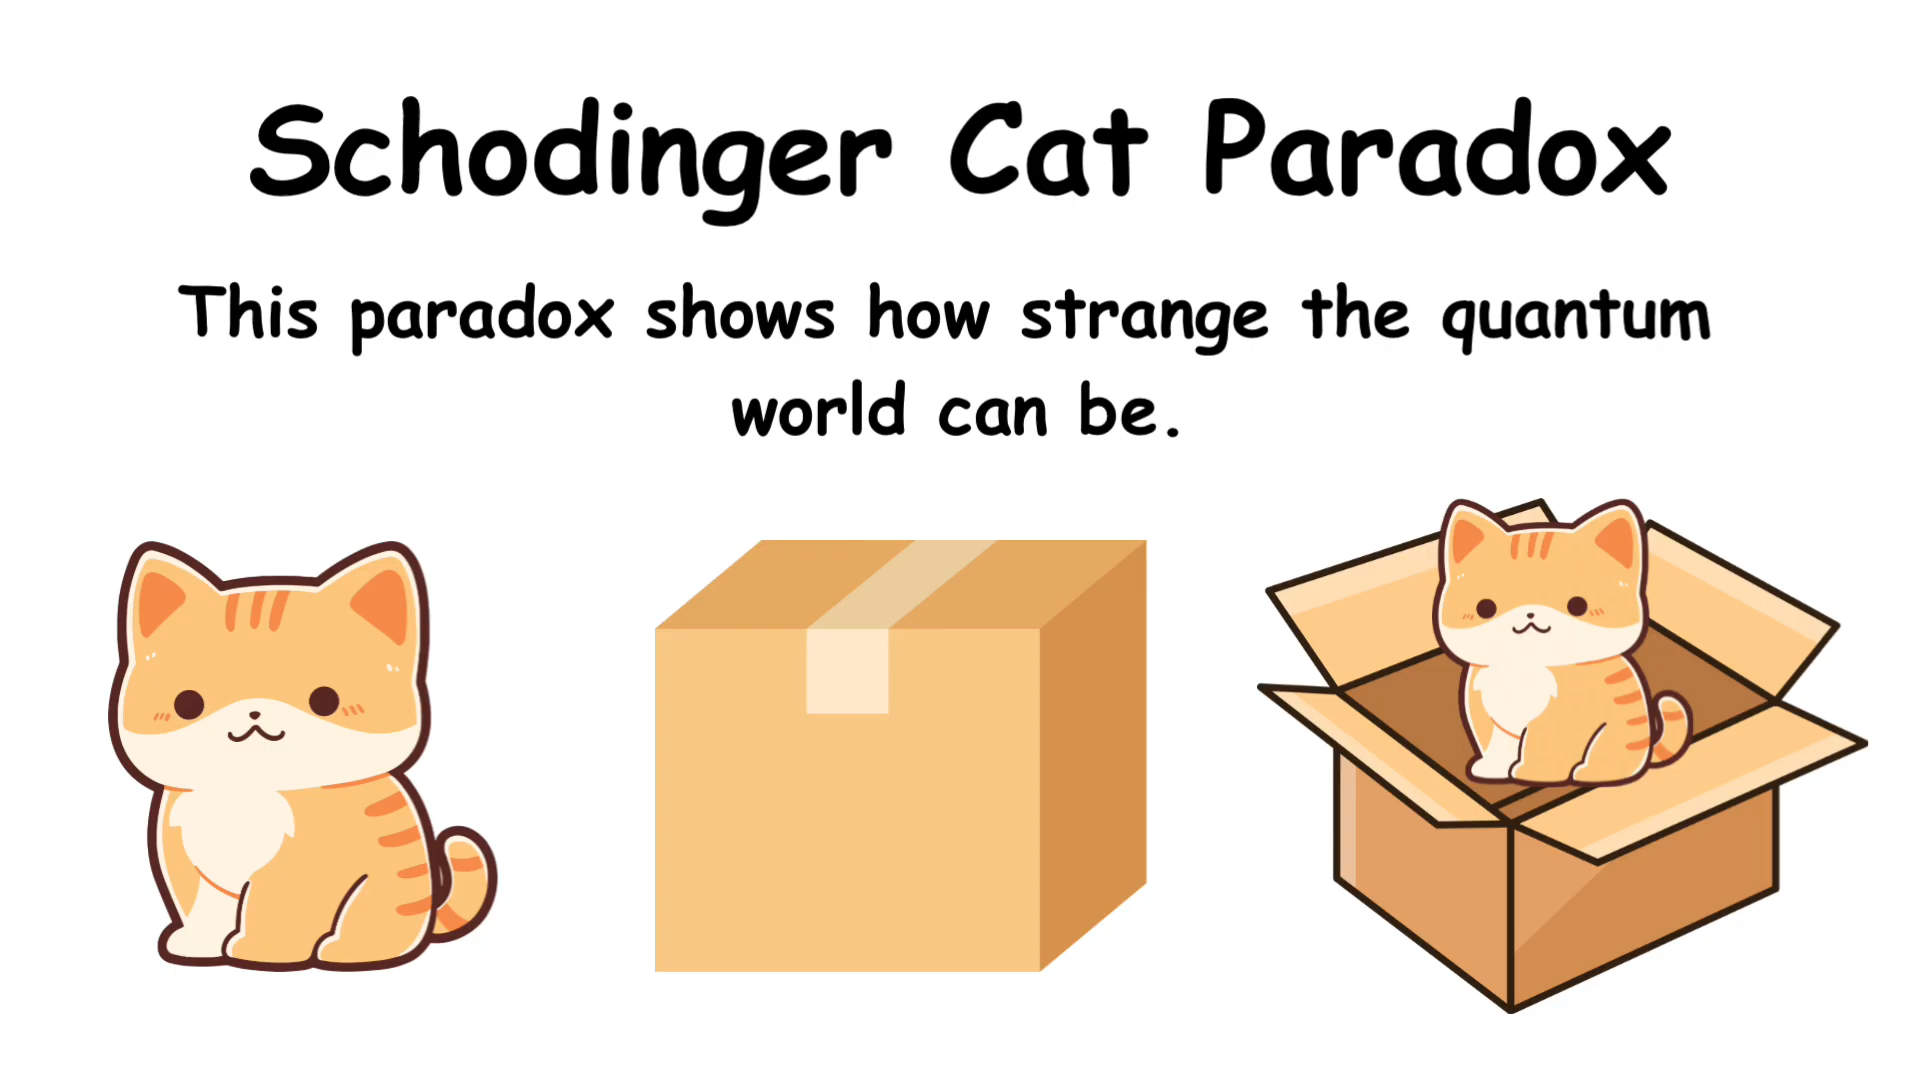 Schodinger Cat Paradox
This paradox shows how strange the quantum
world can be.